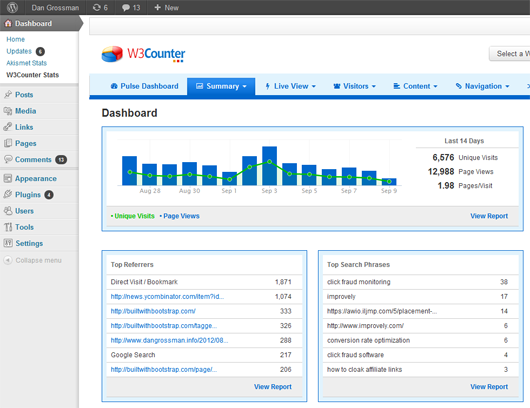 Dan Grossman 6 13 + New
Dashboard
Home
Updates 6
Akismet Stats
W3Counter Stats
Posts
Media
Links
Pages
Comments 13
Appearance
Plugins 4
Users
Tools
Settings
Collapse menu
W3Counter
Select a W
Pulse Dashboard Summary Live View Visitors Content Navigation
Dashboard
Aug 28 Aug 30 Sep 1 Sep 3 Sep 5 Sep 7 Sep 9
• Unique Visits • Page Views
Last 14 Days
6,576 Unique Visits
12,988 Page Views
1.98 Pages/Visit
View Report
Top Referrers
Direct Visit / Bookmark 1,871
http://news.ycombinator.com/item?id... 1,074
http://builtwithbootstrap.com/ 333
http://builtwithbootstrap.com/tagge... 326
http://www.dangrossman.info/2012/08... 288
Google Search 217
http://builtwithbootstrap.com/page/... 206
View Report
Top Search Phrases
click fraud monitoring 38
improvely 17
https://awio.iljmp.com/5/placement-... 14
http://www.improvely.com/ 6
conversion rate optimization 6
click fraud software 4
how to cloak affiliate links 3
View Report